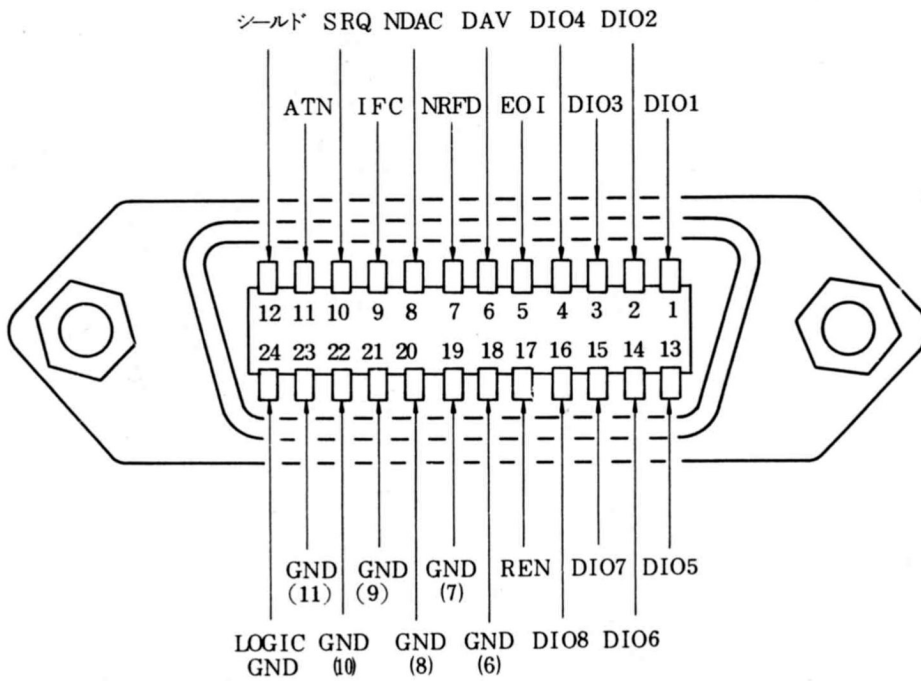 シールド SRQ NDAC DAV DIO4 DIO2
ATN IFC NRFD EOI DIO3 DIO1
12 11 10 9 8 7 6 5 4 3 2 1
24 23 22 21 20 19 18 17 16 15 14 13
GND (11) GND (9) GND (7) REN DIO7 DIO5
LOGIC GND GND (10) GND (8) GND (6) DIO8 DIO6